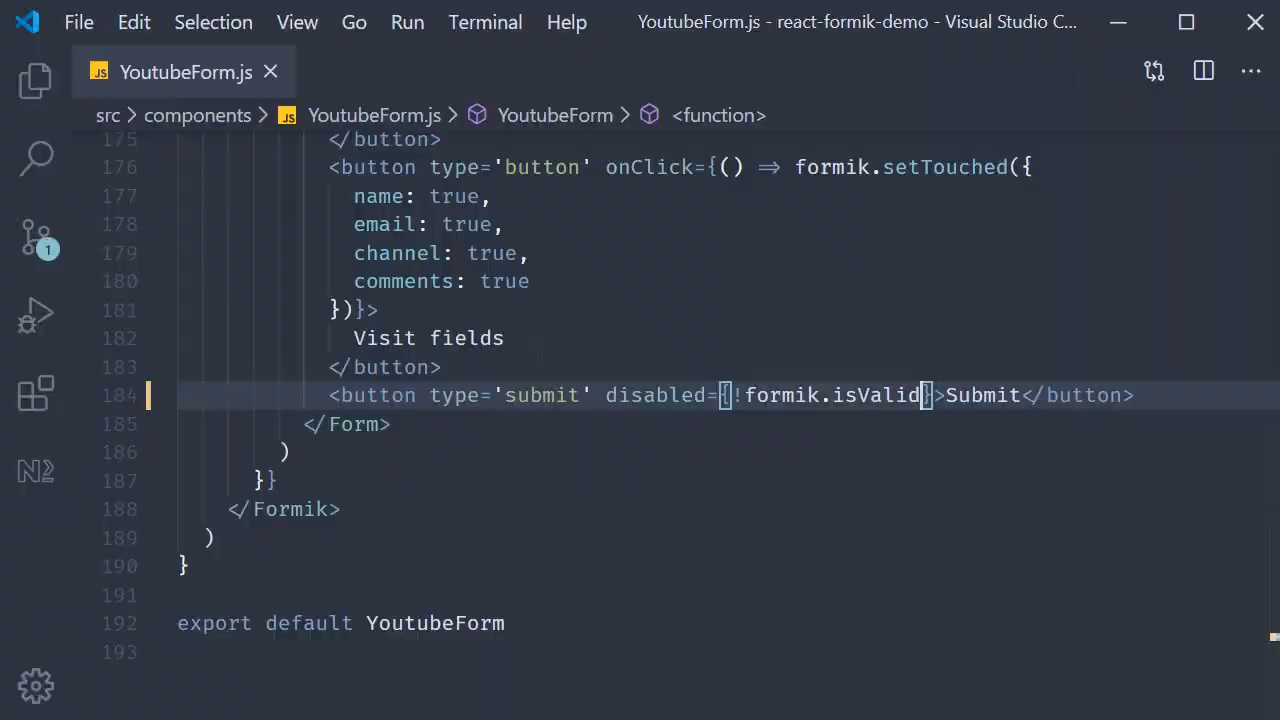 File Edit Selection View Go Run Terminal Help YoutubeForm.js - react-formik-demo - Visual Studio C...
JS YoutubeForm.js
src > components > JS YoutubeForm.js > YoutubeForm > <function>
175 </button>
176 <button type='button' onClick={() => formik.setTouched({
177 name: true,
178 email: true,
179 channel: true,
180 comments: true
181 })}>
182 Visit fields
183 </button>
184 <button type='submit' disabled={!formik.isValid}>Submit</button>
185 </Form>
186 )
187 }}
188 </Formik>
189 )
190 }
191
192 export default YoutubeForm
193
1
N2